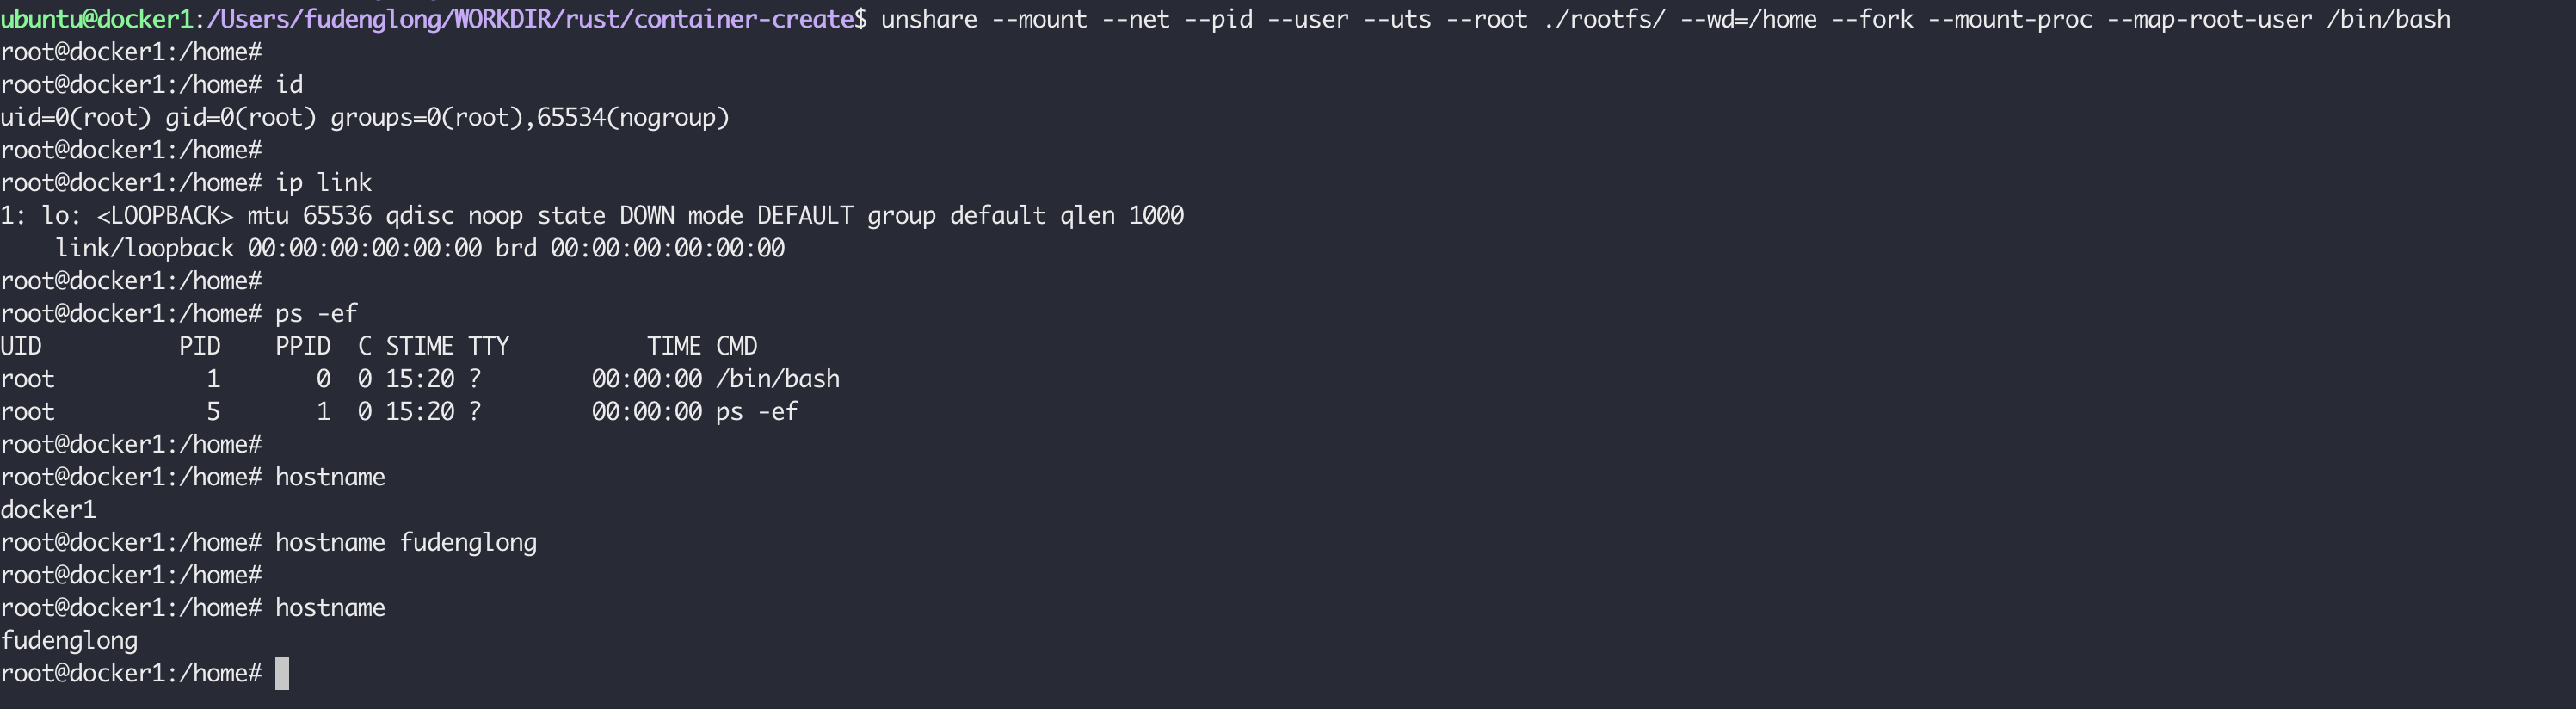 ubuntu@docker1:/Users/fudenglong/WORKDIR/rust/container-create$ unshare --mount --net --pid --user --uts --root ./rootfs/ --wd=/home --fork --mount-proc --map-root-user /bin/bash
root@docker1:/home#
root@docker1:/home# id
uid=0(root) gid=0(root) groups=0(root),65534(nogroup)
root@docker1:/home#
root@docker1:/home# ip link
1: lo: <LOOPBACK> mtu 65536 qdisc noop state DOWN mode DEFAULT group default qlen 1000
    link/loopback 00:00:00:00:00:00 brd 00:00:00:00:00:00
root@docker1:/home#
root@docker1:/home# ps -ef
UID          PID    PPID  C STIME TTY          TIME CMD
root           1       0  0 15:20 ?        00:00:00 /bin/bash
root           5       1  0 15:20 ?        00:00:00 ps -ef
root@docker1:/home#
root@docker1:/home# hostname
docker1
root@docker1:/home# hostname fudenglong
root@docker1:/home#
root@docker1:/home# hostname
fudenglong
root@docker1:/home#